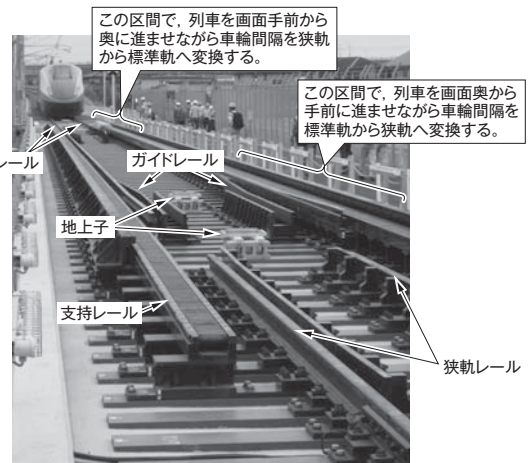 この区間で, 列車を画面手前から
奥に進ませながら車輪間隔を狭軌
から標準軌へ変換する。
この区間で, 列車を画面奥から
手前に進ませながら車輪間隔を
標準軌から狭軌へ変換する。
レール
ガイドレール
地上子
支持レール
狭軌レール